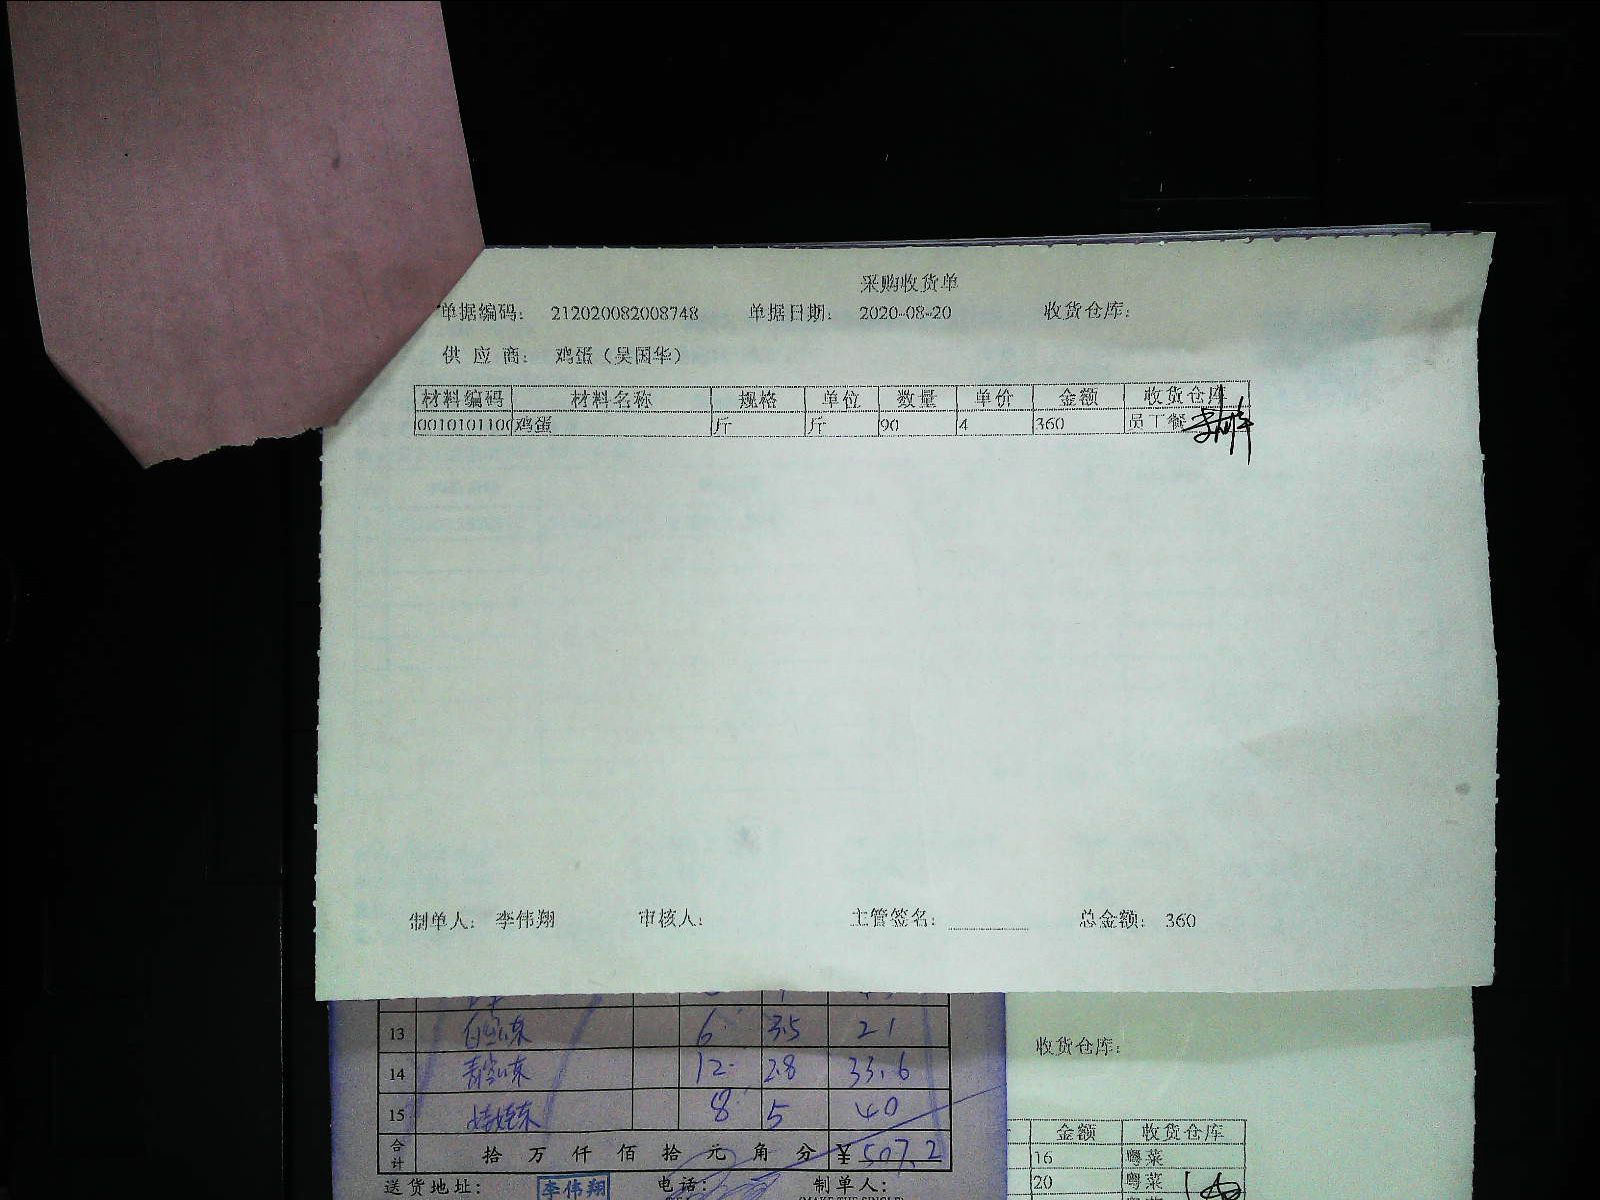 采购收货单
单据编码: 212020082008748 单据日期: 2020-08-20 收货仓库:
供 应 商: 鸡蛋（吴国华）
材料编码 材料名称 规格 单位 数量 单价 金额 收货仓库
0010101100 鸡蛋 斤 斤 90 4 360 员工餐
制单人: 李伟翔 审核人: 主管签名: 总金额: 360
13 6 3.5 21
14 12 2.8 33.6
15 娃娃菜 8 5 40
合计 拾 万 仟 佰 拾 元 角 分 ¥507.2
送货地址: 李伟翔 电话: 制单人:
收货仓库:
金额 收货仓库
16 粤菜
20 粤菜